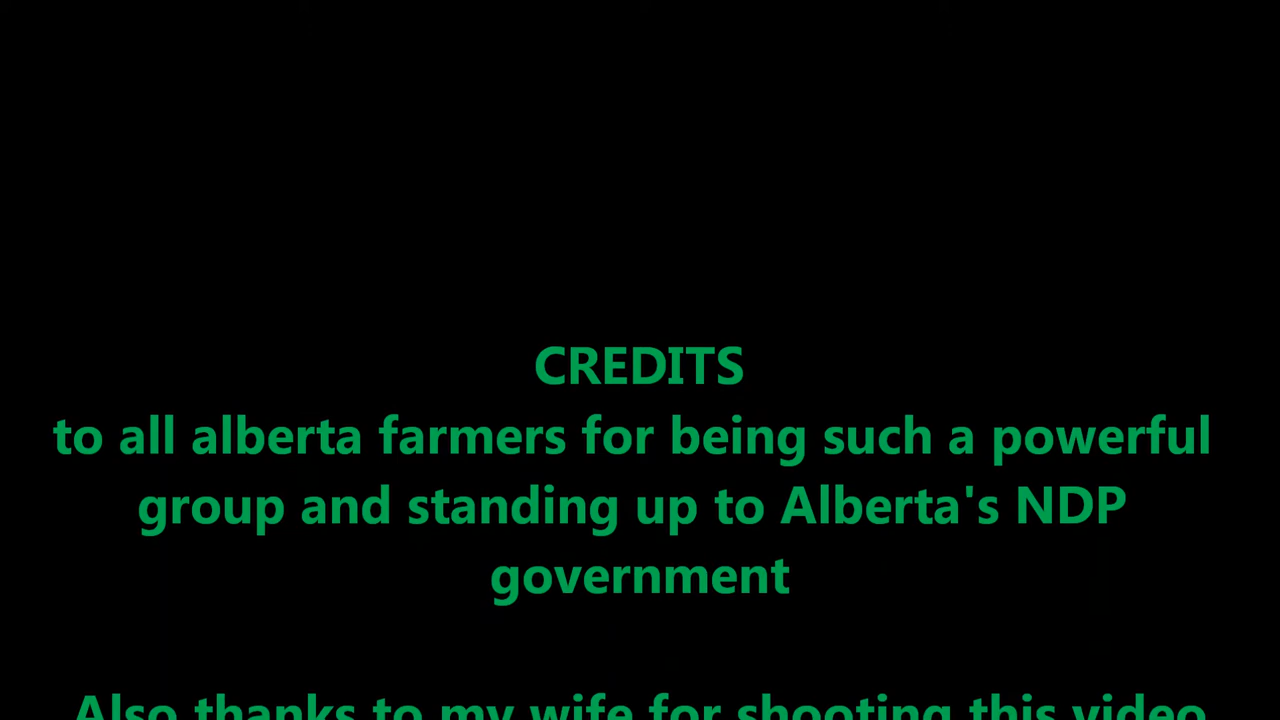 CREDITS
to all alberta farmers for being such a powerful
group and standing up to Alberta's NDP
government
Also thanks to my wife for shooting this video